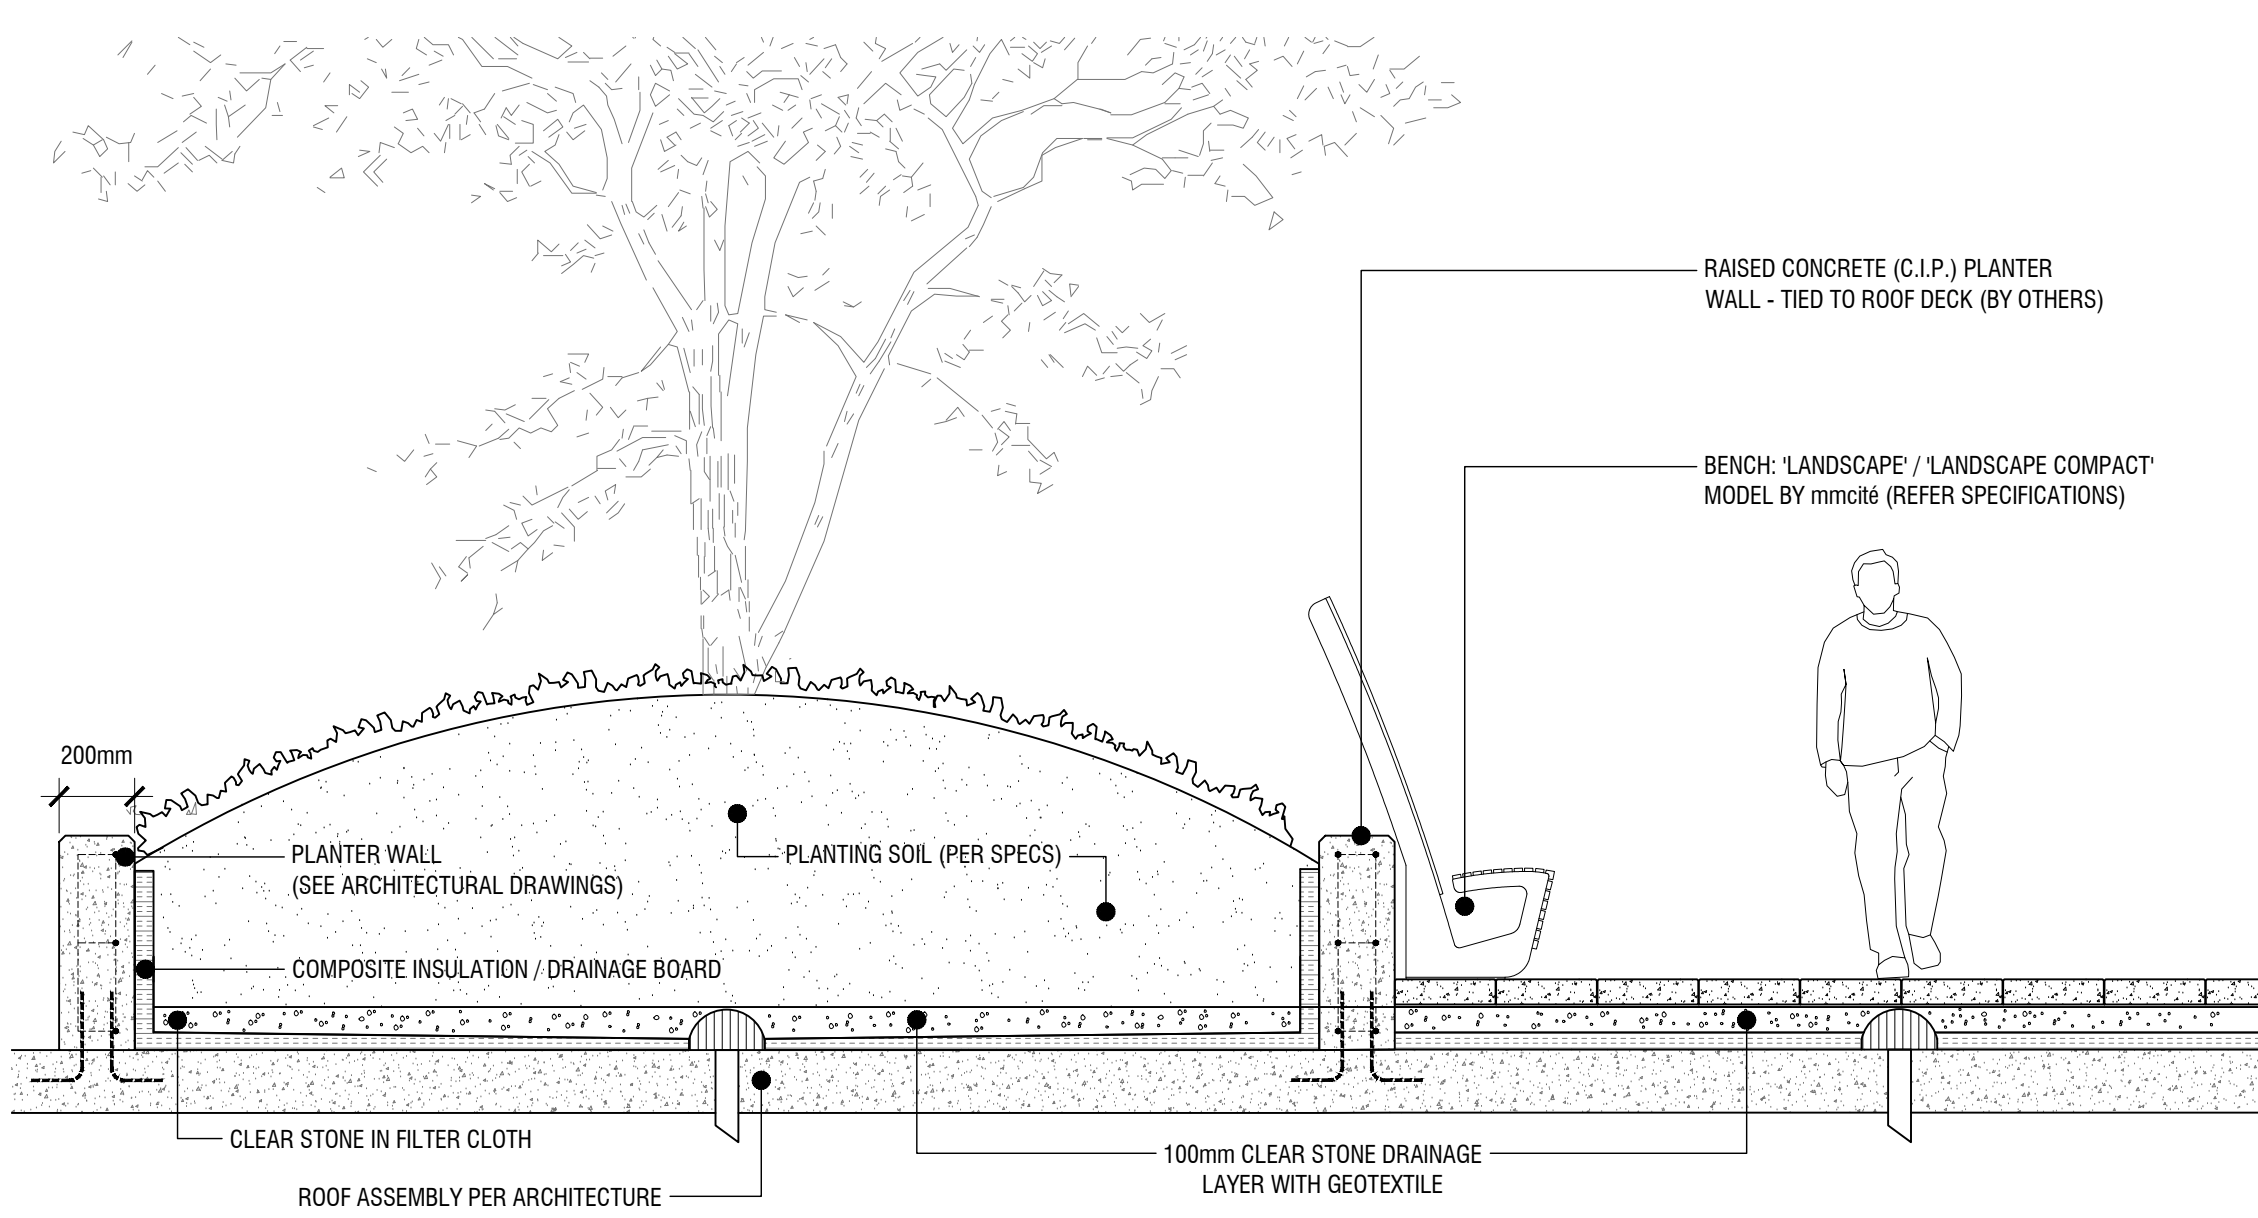 RAISED CONCRETE (C.I.P.) PLANTER
WALL - TIED TO ROOF DECK (BY OTHERS)
BENCH: 'LANDSCAPE' / 'LANDSCAPE COMPACT'
MODEL BY mmcité (REFER SPECIFICATIONS)
200mm
PLANTER WALL
(SEE ARCHITECTURAL DRAWINGS)
PLANTING SOIL (PER SPECS)
COMPOSITE INSULATION / DRAINAGE BOARD
CLEAR STONE IN FILTER CLOTH
100mm CLEAR STONE DRAINAGE
LAYER WITH GEOTEXTILE
ROOF ASSEMBLY PER ARCHITECTURE